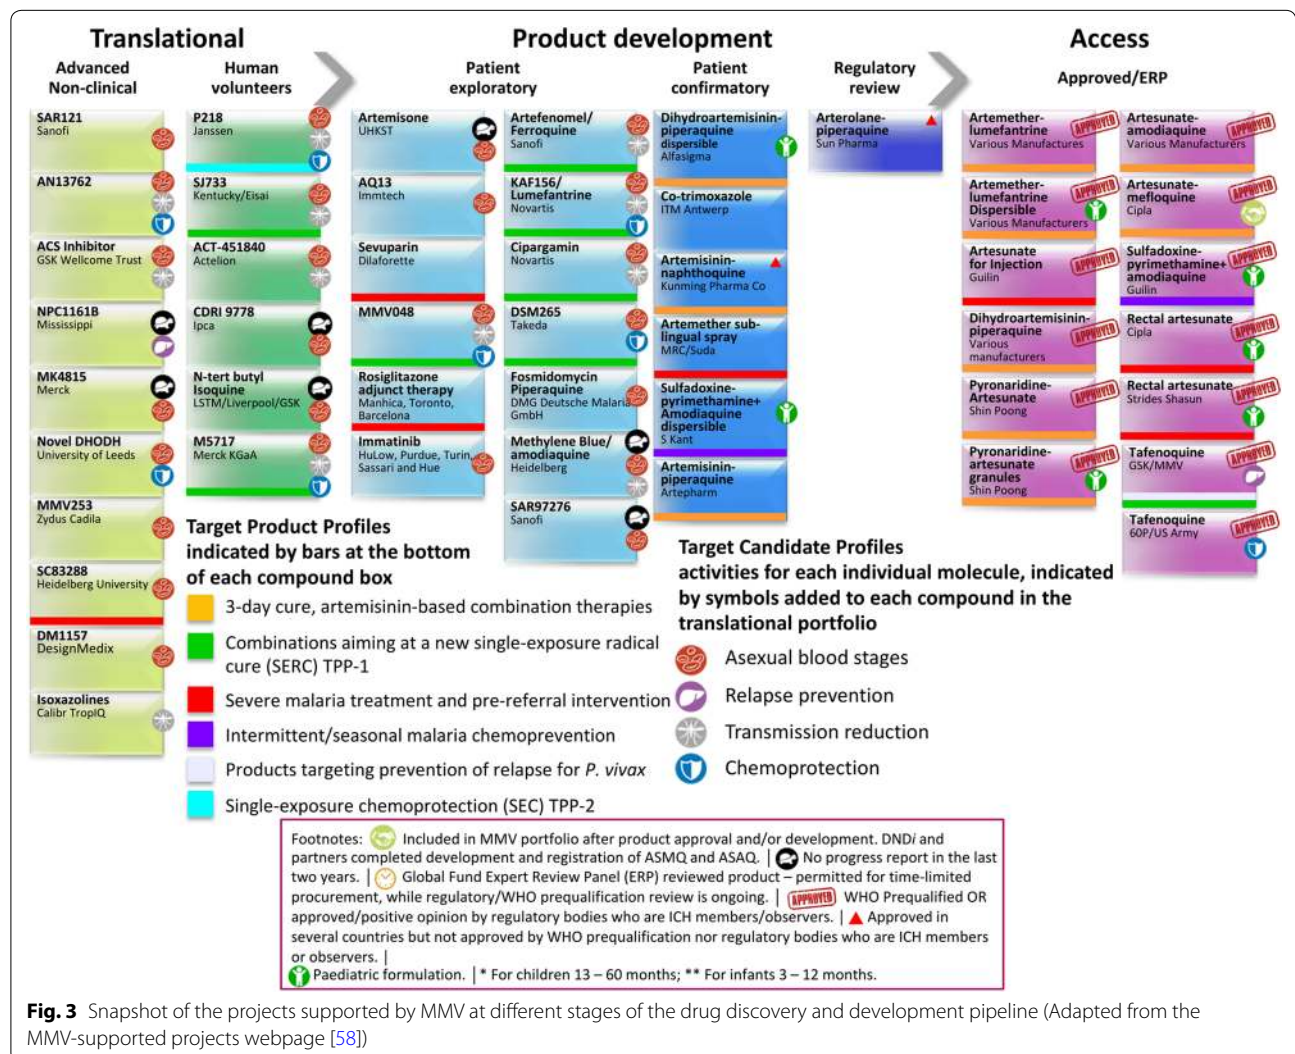 Translational
Product development
Access
Advanced
Non-clinical
Human
volunteers
Patient
exploratory
Patient
confirmatory
Regulatory
review
Approved/ERP
SAR121
Sanofi
AN13762
ACS Inhibitor
GSK Wellcome Trust
NPC1161B
Mississippi
MK4815
Merck
Novel DHODH
University of Leeds
MMV253
Zydus Cadila
SC83288
Heidelberg University
DM1157
DesignMedix
Isoxazolines
Calibr TropIQ
P218
Janssen
SJ733
Kentucky/Eisai
ACT-451840
Actelion
CDRI 9778
Ipca
N-tert butyl
Isoquine
LSTM/Liverpool/GSK
M5717
Merck KGaA
Artemisone
UHKST
AQ13
Immtech
Sevuparin
Dilaforette
MMV048
Rosiglitazone
adjunct therapy
Manhica, Toronto,
Barcelona
Immatinib
HuLow, Purdue, Turin,
Sassari and Hue
Artefenomel/
Ferroquine
Sanofi
KAF156/
Lumefantrine
Novartis
Cipargamin
Novartis
DSM265
Takeda
Fosmidomycin
Piperaquine
DMG Deutsche Malaria
GmbH
Methylene Blue/
amodiaquine
Heidelberg
SAR97276
Sanofi
Dihydroartemisinin-
piperaquine
dispersible
Alfasigma
Co-trimoxazole
ITM Antwerp
Artemisinin-
naphthoquine
Kunming Pharma Co
Artemether sub-
lingual spray
MRC/Suda
Sulfadoxine-
pyrimethamine+
Amodiaquine
dispersible
S Kant
Artemisinin-
piperaquine
Artepharm
Arterolane-
piperaquine
Sun Pharma
Artemether-
lumefantrine
Various Manufactures
APPROVED
Artemether-
lumefantrine
Dispersible
Various Manufacturers
APPROVED
Artesunate
for Injection
Guilin
APPROVED
Dihydroartemisinin-
piperaquine
Various
manufacturers
APPROVED
Pyronaridine-
Artesunate
Shin Poong
APPROVED
Pyronaridine-
artesunate
granules
Shin Poong
APPROVED
Artesunate-
amodiaquine
Various Manufacturers
APPROVED
Artesunate-
mefloquine
Cipla
APPROVED
Sulfadoxine-
pyrimethamine+
amodiaquine
Guilin
APPROVED
Rectal artesunate
Cipla
APPROVED
Rectal artesunate
Strides Shasun
APPROVED
Tafenoquine
GSK/MMV
APPROVED
Tafenoquine
60P/US Army
APPROVED
Target Product Profiles
indicated by bars at the bottom
of each compound box
3-day cure, artemisinin-based combination therapies
Combinations aiming at a new single-exposure radical
cure (SERC) TPP-1
Severe malaria treatment and pre-referral intervention
Intermittent/seasonal malaria chemoprevention
Products targeting prevention of relapse for P. vivax
Single-exposure chemoprotection (SEC) TPP-2
Target Candidate Profiles
activities for each individual molecule, indicated
by symbols added to each compound in the
translational portfolio
Asexual blood stages
Relapse prevention
Transmission reduction
Chemoprotection
Footnotes: Included in MMV portfolio after product approval and/or development. DNDi and
partners completed development and registration of ASMQ and ASAQ. | No progress report in the last
two years. | Global Fund Expert Review Panel (ERP) reviewed product – permitted for time-limited
procurement, while regulatory/WHO prequalification review is ongoing. | APPROVED WHO Prequalified OR
approved/positive opinion by regulatory bodies who are ICH members/observers. | Approved in
several countries but not approved by WHO prequalification nor regulatory bodies who are ICH members
or observers. |
Paediatric formulation. | * For children 13 – 60 months; ** For infants 3 – 12 months.
Fig. 3 Snapshot of the projects supported by MMV at different stages of the drug discovery and development pipeline (Adapted from the
MMV-supported projects webpage [58])